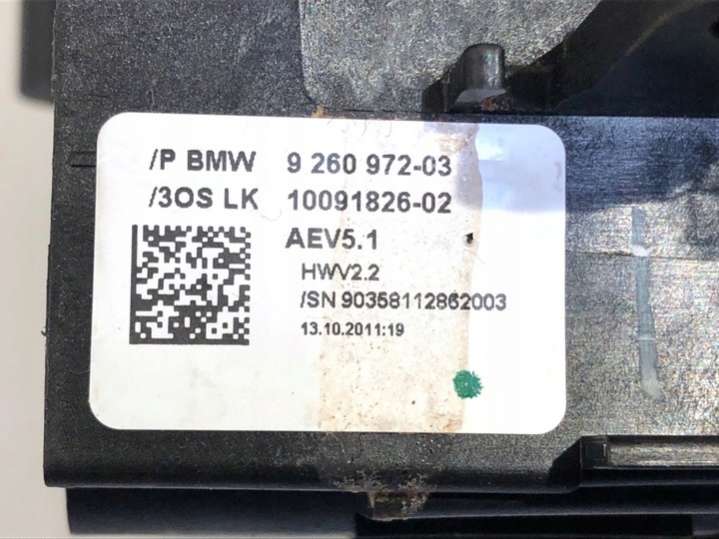 /P BMW 9 260 972-03
/3OS LK 10091826-02
AEV5.1
HWV2.2
/SN 90358112862003
13.10.2011:19